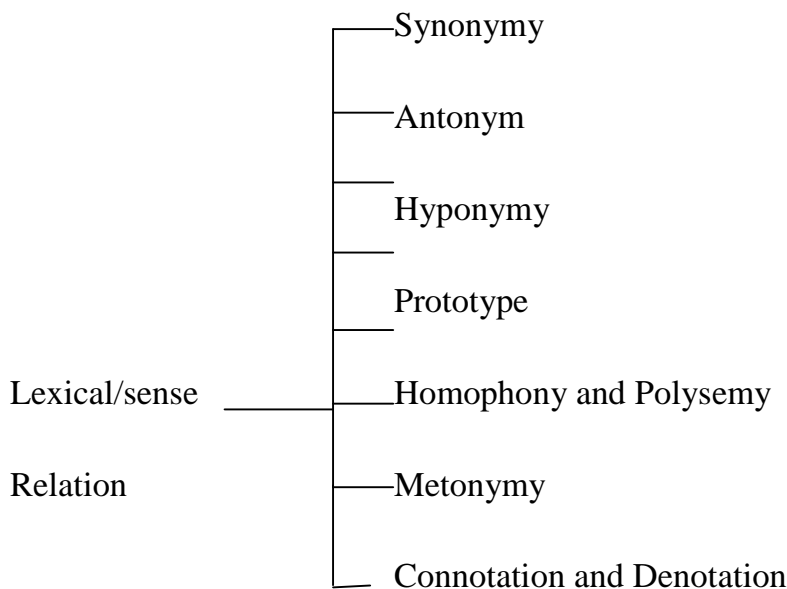 Synonymy
Antonym
Hyponymy
Prototype
Lexical/sense
Homophony and Polysemy
Relation
Metonymy
Connotation and Denotation